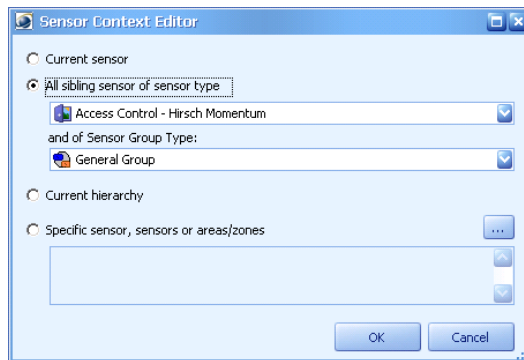 Sensor Context Editor
Current sensor
All sibling sensor of sensor type
Access Control - Hirsch Momentum
and of Sensor Group Type:
General Group
Current hierarchy
Specific sensor, sensors or areas/zones
...
OK Cancel